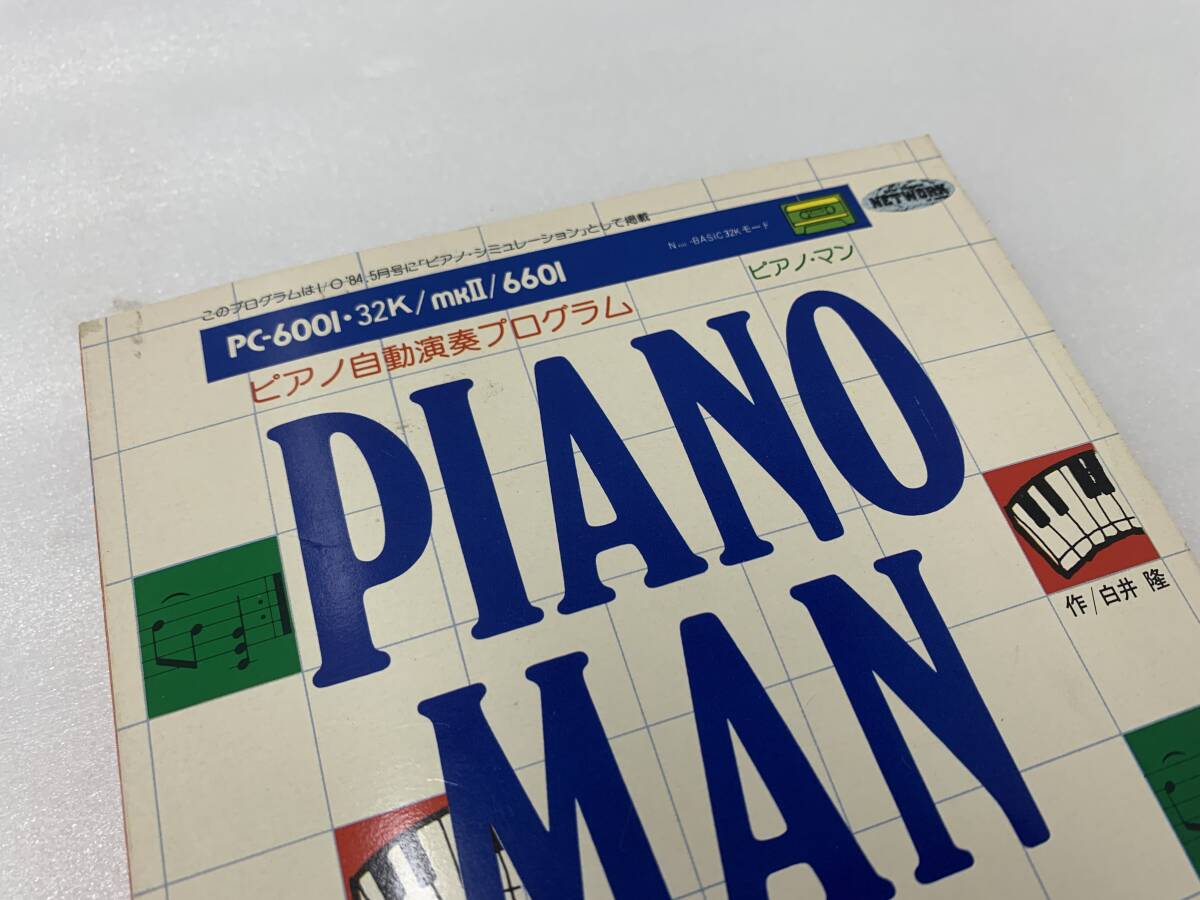 このプログラムはI/O '84.5月号に「ピアノ・シミュレーション」として掲載
PC-6001・32K/mkII/6601
-BASIC 32Kモード
NETWORK
ピアノ自動演奏プログラム
ピアノ・マン
PIANO
MAN
作/白井 隆